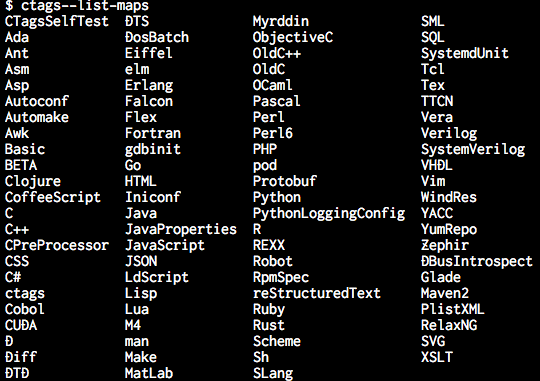 $ ctags--list-maps
CTagsSelfTest ĐTS Myrddin SML
Ada ĐosBatch ObjectiveC SQL
Ant Eiffel OldC++ SystemdUnit
Asm elm OldC Tcl
Asp Erlang OCaml Tex
Autoconf Falcon Pascal TTCN
Automake Flex Perl Vera
Awk Fortran Perl6 Verilog
Basic gdbinit PHP SystemVerilog
BETA Go pod VHĐL
Clojure HTML Protobuf Vim
CoffeeScript Iniconf Python WindRes
C Java PythonLoggingConfig YACC
C++ JavaProperties R YumRepo
CPreProcessor JavaScript REXX Ƶephir
CSS JSON Robot ĐBusIntrospect
C# LdScript RpmSpec Glade
ctags Lisp reStructuredText Maven2
Cobol Lua Ruby PlistXML
CUĐA M4 Rust RelaxNG
Đ man Scheme SVG
Điff Make Sh XSLT
ĐTĐ MatLab SLang